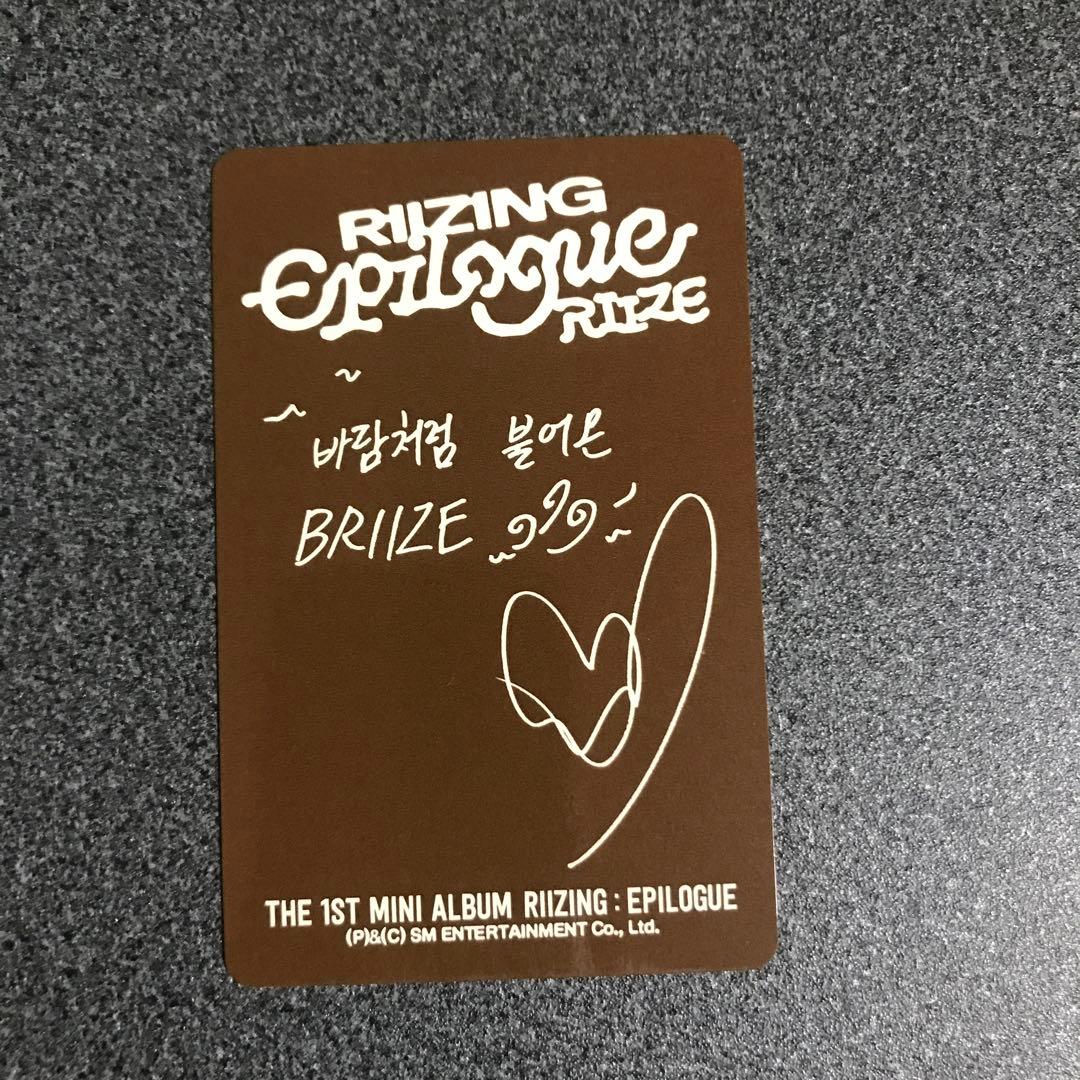 RIIZING
EpiLogue
RIIZE
바람처럼 불어온
BRIIZE
THE 1ST MINI ALBUM RIIZING : EPILOGUE
(P)&(C) SM ENTERTAINMENT Co., Ltd.